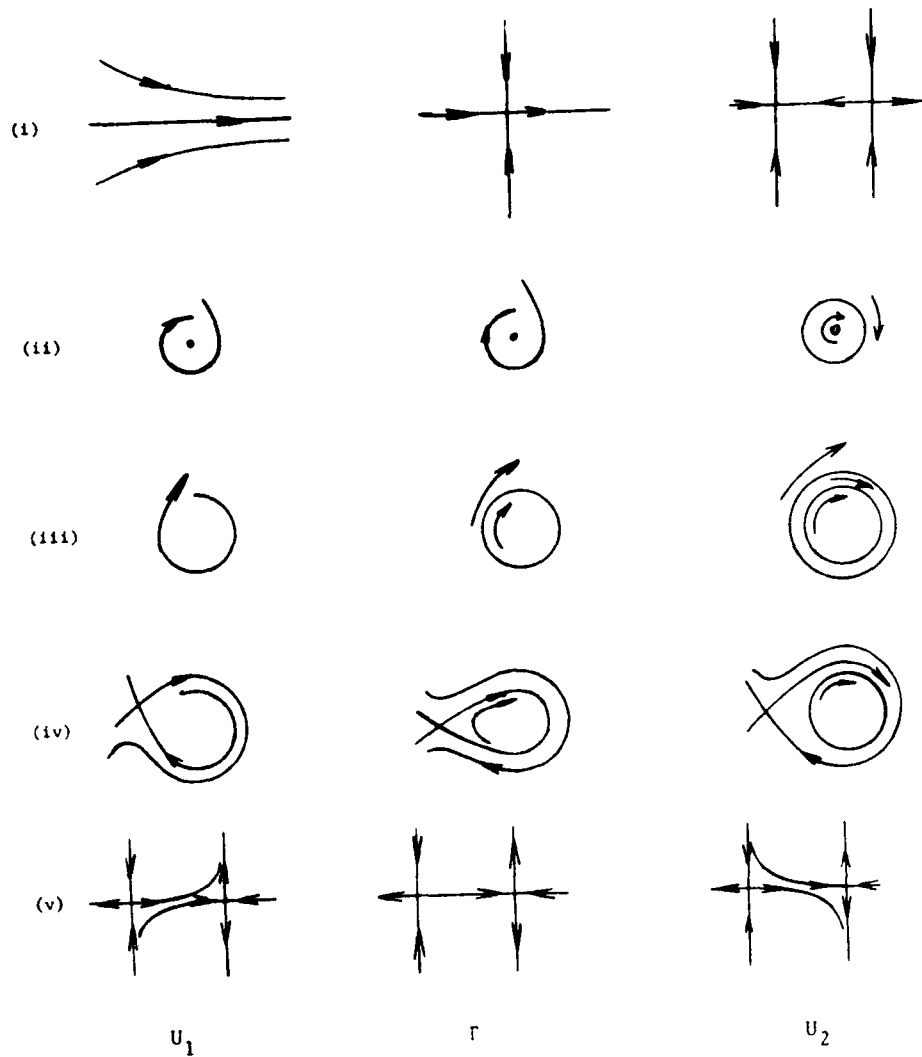 (i)
(ii)
(iii)
(iv)
(v)
U₁ Γ U₂